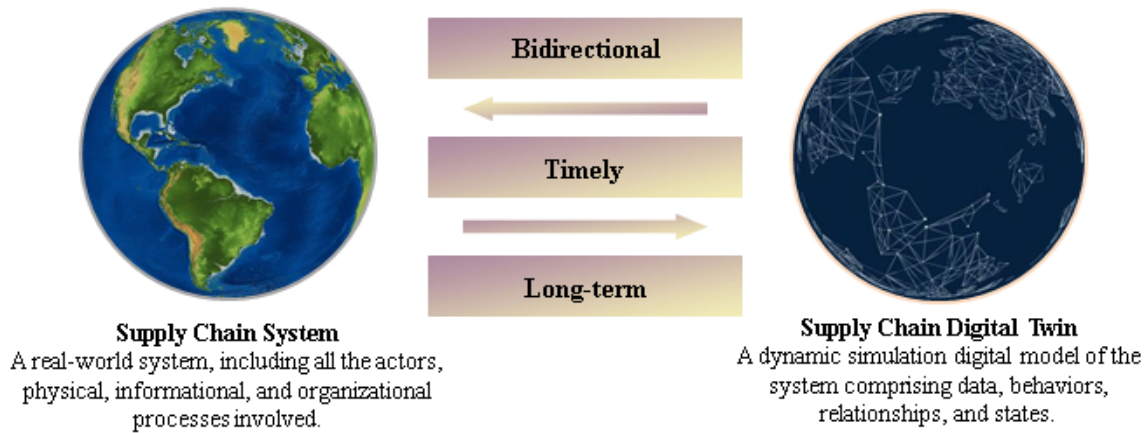 Bidirectional
Timely
Long-term
Supply Chain System
A real-world system, including all the actors,
physical, informational, and organizational
processes involved.
Supply Chain Digital Twin
A dynamic simulation digital model of the
system comprising data, behaviors,
relationships, and states.